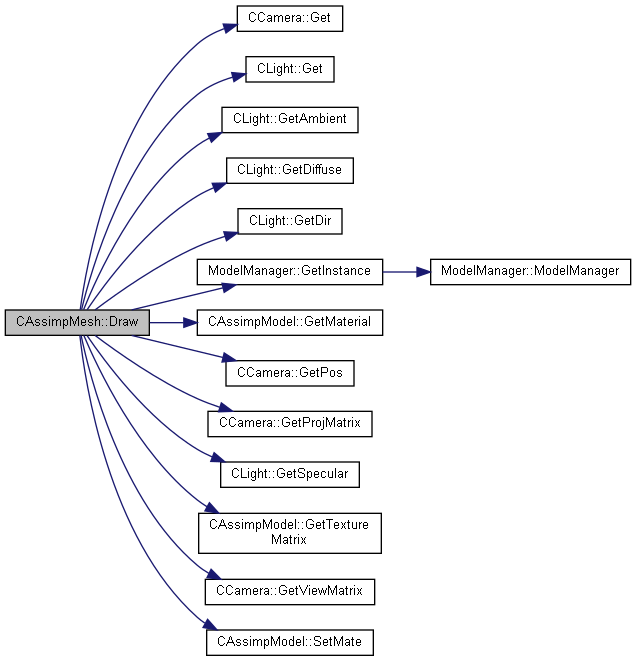 CCamera::Get
CLight::Get
CLight::GetAmbient
CLight::GetDiffuse
CLight::GetDir
ModelManager::GetInstance
ModelManager::ModelManager
CAssimpMesh::Draw
CAssimpModel::GetMaterial
CCamera::GetPos
CCamera::GetProjMatrix
CLight::GetSpecular
CAssimpModel::GetTexture
Matrix
CCamera::GetViewMatrix
CAssimpModel::SetMate